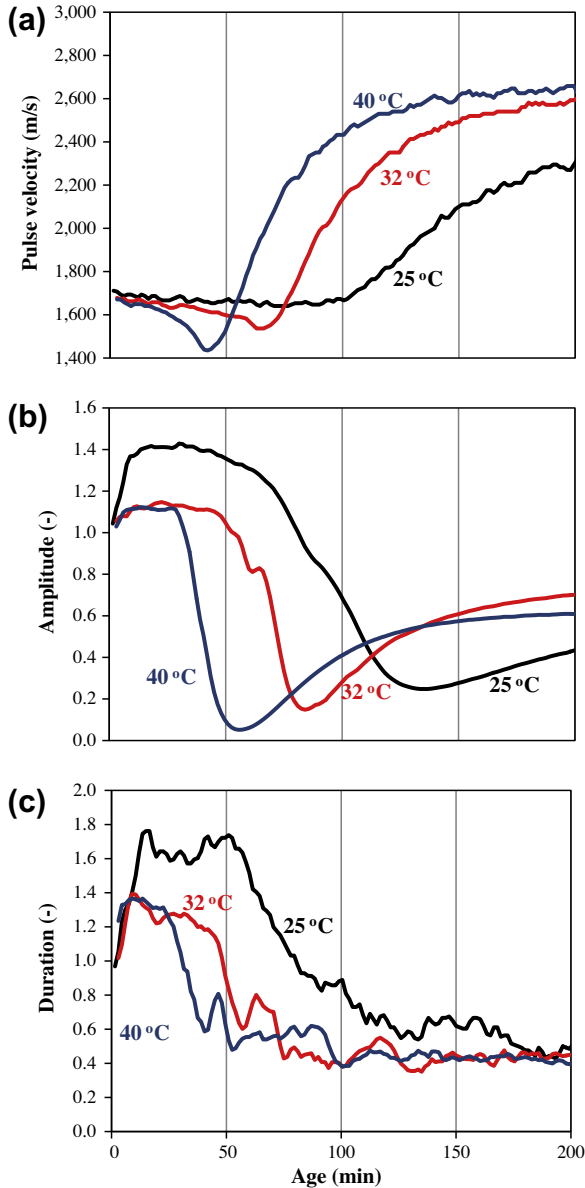 (a)
3,000
2,800
2,600
2,400
2,200
2,000
1,800
1,600
1,400
Pulse velocity (m/s)
40 °C
32 °C
25 °C
(b)
1.6
1.4
1.2
1.0
0.8
0.6
0.4
0.2
0.0
Amplitude (-)
40 °C
32 °C
25 °C
(c)
2.0
1.8
1.6
1.4
1.2
1.0
0.8
0.6
0.4
0.2
0.0
Duration (-)
32 °C
25 °C
40 °C
0 50 100 150 200
Age (min)